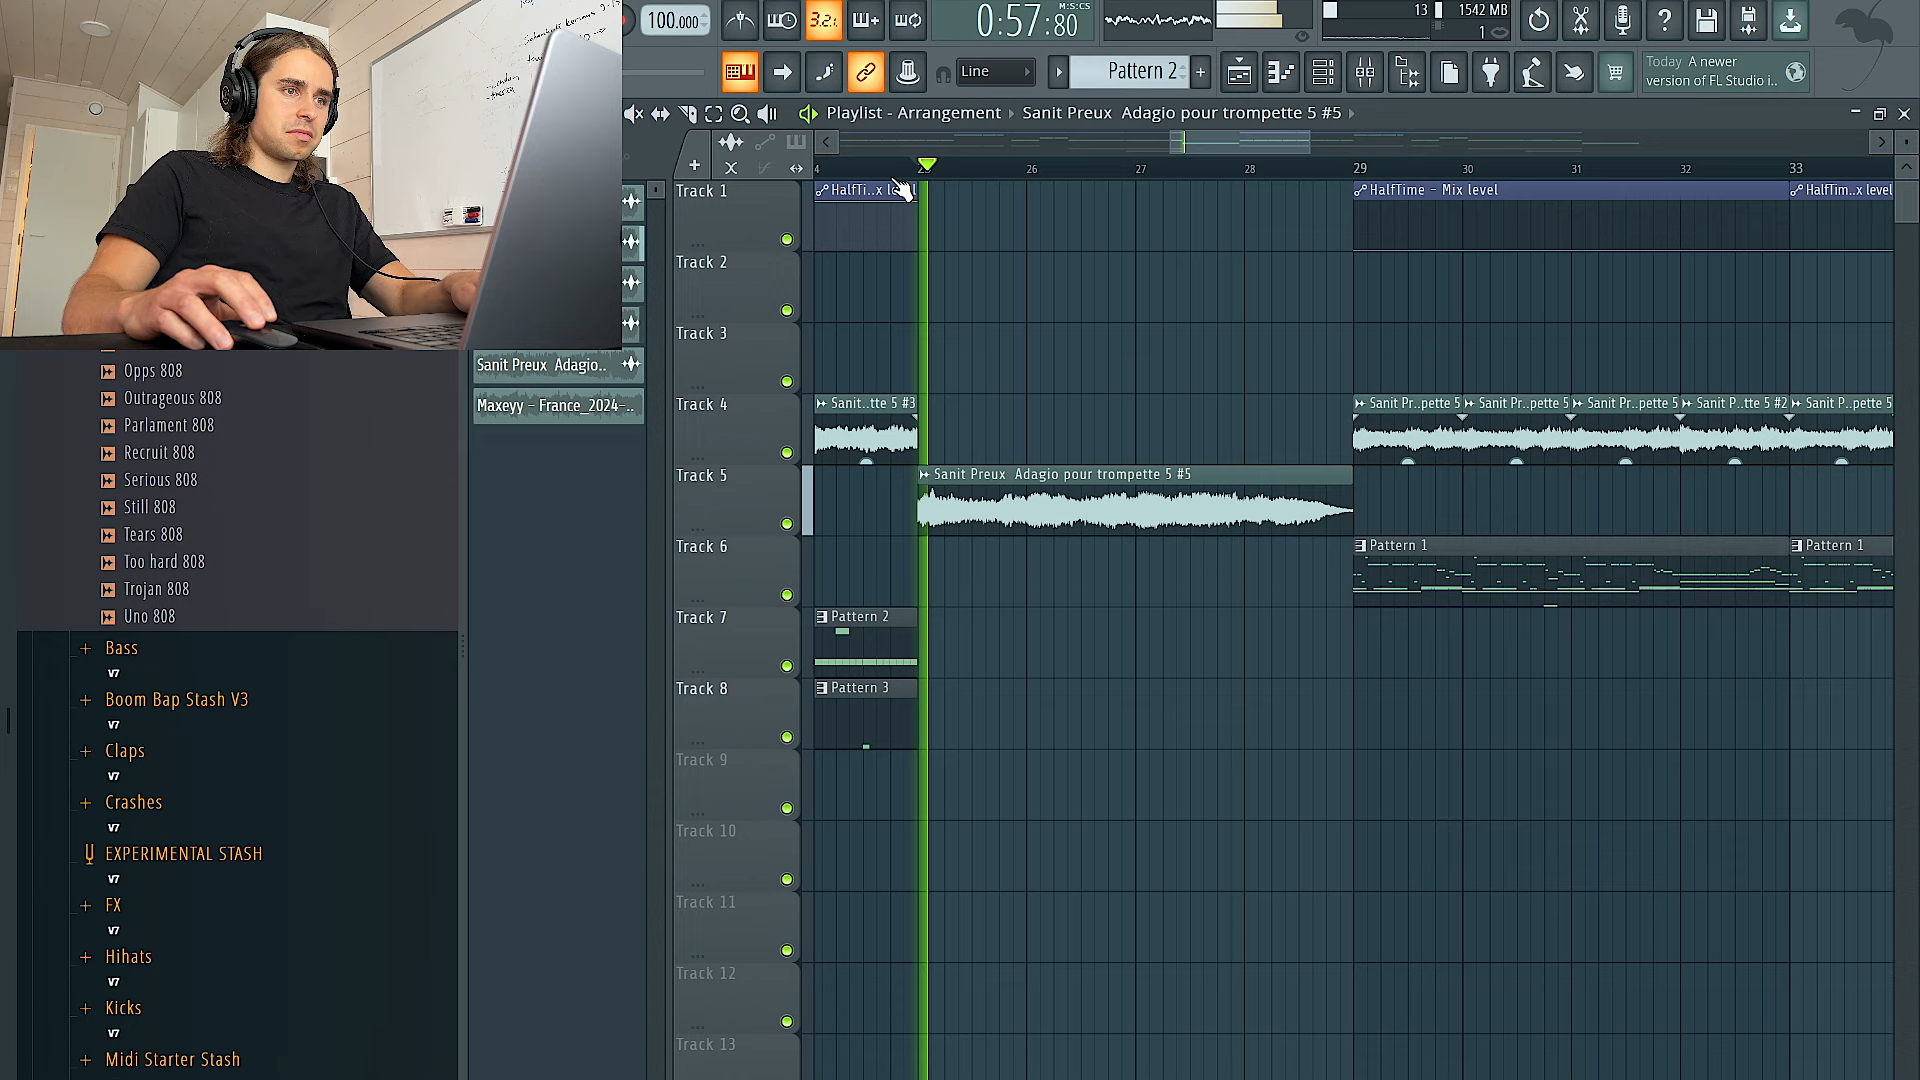 100.000
3.2.
0:57:80
M:S:CS
13
1542 MB
1
Line
Pattern 2
Today A newer
version of FL Studio i..
Playlist - Arrangement
Sanit Preux Adagio pour trompette 5 #5
4
26
27
28
29
30
31
32
33
Track 1
HalfTi..x level
HalfTime - Mix level
HalfTim..x level
Track 2
Track 3
Track 4
Sanit..tte 5 #3
Sanit Pr..pette 5
Sanit Pr..pette 5
Sanit Pr..pette 5
Sanit P..tte 5 #2
Sanit P..pette 5
Track 5
Sanit Preux Adagio pour trompette 5 #5
Track 6
Pattern 1
Pattern 1
Track 7
Pattern 2
Track 8
Pattern 3
Track 9
Track 10
Track 11
Track 12
Track 13
Sanit Preux Adagio..
Maxeyy - France_2024-..
Opps 808
Outrageous 808
Parlament 808
Recruit 808
Serious 808
Still 808
Tears 808
Too hard 808
Trojan 808
Uno 808
Bass
V7
Boom Bap Stash V3
V7
Claps
V7
Crashes
V7
EXPERIMENTAL STASH
V7
FX
V7
Hihats
V7
Kicks
V7
Midi Starter Stash